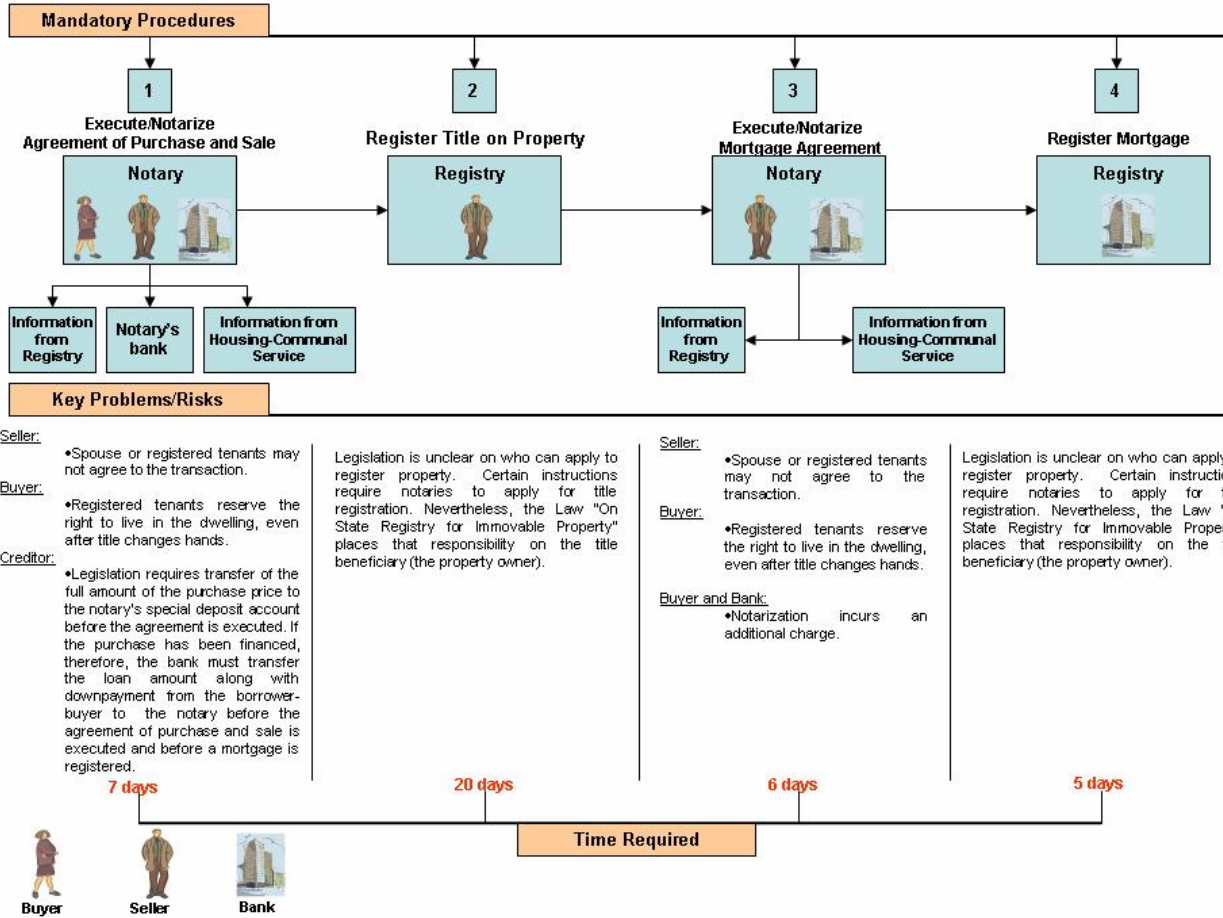 Mandatory Procedures
1
2
3
4
Execute/Notarize
Agreement of Purchase and Sale
Register Title on Property
Execute/Notarize
Mortgage Agreement
Register Mortgage
Notary
Registry
Notary
Registry
Information
from
Registry
Notary's
bank
Information from
Housing-Communal
Service
Information
from
Registry
Information from
Housing-Communal
Service
Key Problems/Risks
Seller:
•Spouse or registered tenants may
not agree to the transaction.
Buyer:
•Registered tenants reserve the
right to live in the dwelling, even
after title changes hands.
Creditor:
•Legislation requires transfer of the
full amount of the purchase price to
the notary's special deposit account
before the agreement is executed. If
the purchase has been financed,
therefore, the bank must transfer
the loan amount along with
downpayment from the borrower-
buyer to the notary before the
agreement of purchase and sale is
executed and before a mortgage is
registered.
Legislation is unclear on who can apply to
register property. Certain instructions
require notaries to apply for title
registration. Nevertheless, the Law "On
State Registry for Immovable Property"
places that responsibility on the title
beneficiary (the property owner).
Seller:
•Spouse or registered tenants
may not agree to the
transaction.
Buyer:
•Registered tenants reserve
the right to live in the dwelling,
even after title changes hands.
Buyer and Bank:
•Notarization incurs an
additional charge.
Legislation is unclear on who can apply
register property. Certain
require notaries to apply for
registration. Nevertheless, the Law
State Registry for Immovable
places that responsibility on the
beneficiary (the property owner).
7 days
20 days
6 days
5 days
Time Required
Buyer
Seller
Bank